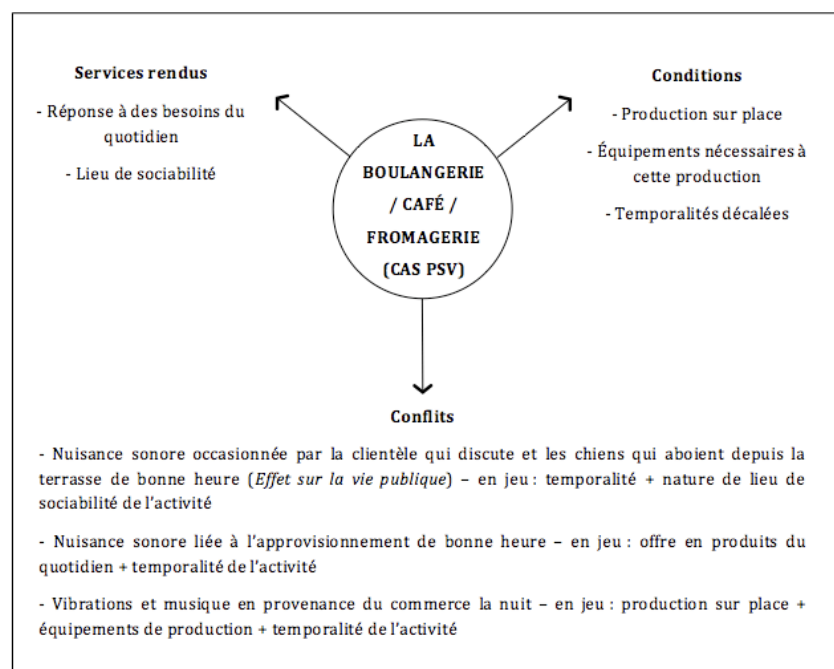 Services rendus
- Réponse à des besoins du
quotidien
- Lieu de sociabilité
LA
BOULANGERIE
/ CAFÉ /
FROMAGERIE
(CAS PSV)
Conditions
- Production sur place
- Équipements nécessaires à
cette production
- Temporalités décalées
Conflits
- Nuisance sonore occasionnée par la clientèle qui discute et les chiens qui aboient depuis la
terrasse de bonne heure (Effet sur la vie publique) – en jeu : temporalité + nature de lieu de
sociabilité de l'activité
- Nuisance sonore liée à l'approvisionnement de bonne heure – en jeu : offre en produits du
quotidien + temporalité de l'activité
- Vibrations et musique en provenance du commerce la nuit – en jeu : production sur place +
équipements de production + temporalité de l'activité